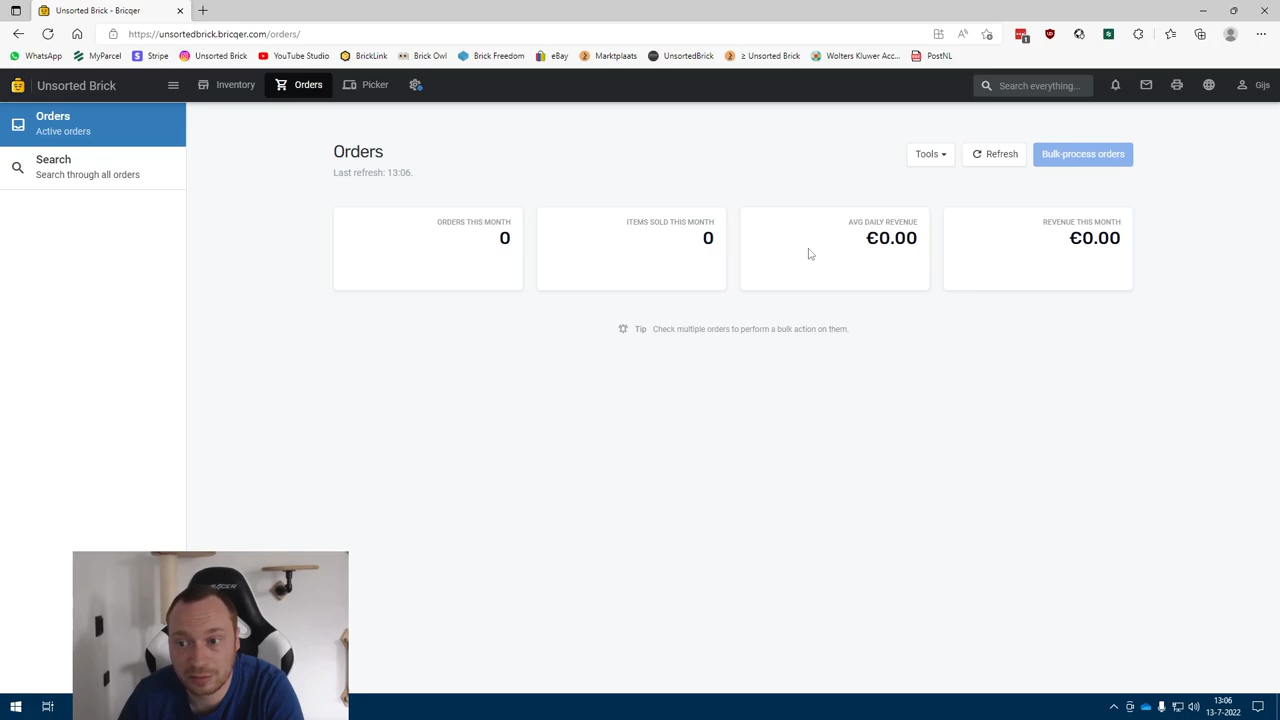 Unsorted Brick - Bricqer
https://unsortedbrick.bricqer.com/orders/
WhatsApp MyParcel Stripe Unsorted Brick YouTube Studio BrickLink Brick Owl Brick Freedom eBay Marktplaats UnsortedBrick ≥ Unsorted Brick Wolters Kluwer Acc... PostNL
Unsorted Brick Inventory Orders Picker Search everything... Gijs
Orders
Active orders
Search
Search through all orders
Orders
Last refresh: 13:06.
Tools Refresh Bulk-process orders
ORDERS THIS MONTH
0
ITEMS SOLD THIS MONTH
0
AVG DAILY REVENUE
€0.00
REVENUE THIS MONTH
€0.00
Tip Check multiple orders to perform a bulk action on them.
13:06
13-7-2022